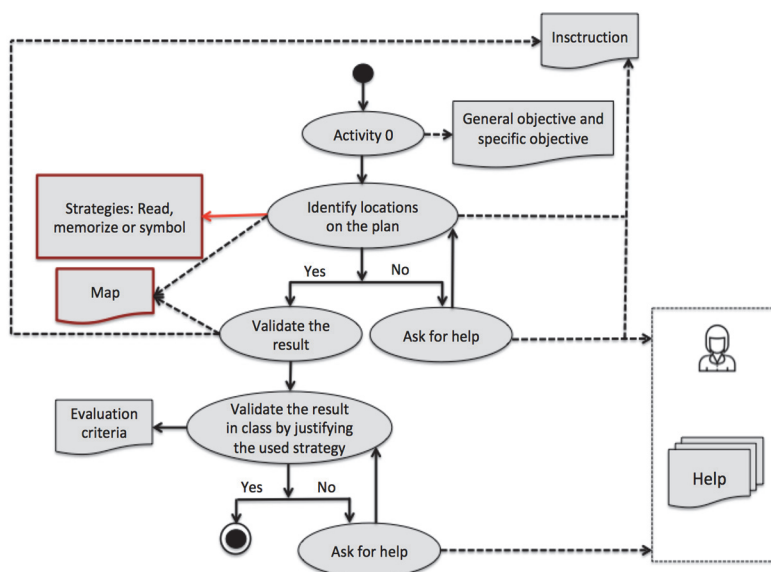 Insctruction
General objective and
specific objective
Activity 0
Strategies: Read,
memorize or symbol
Identify locations
on the plan
Yes
No
Map
Validate the
result
Ask for help
Evaluation
criteria
Validate the result
in class by justifying
the used strategy
Help
Yes
No
Ask for help